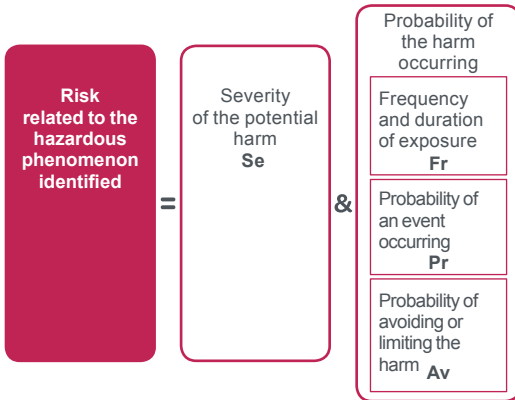 Risk
related to the
hazardous
phenomenon
identified
=
Severity
of the potential
harm
Se
&
Probability of
the harm
occurring
Frequency
and duration
of exposure
Fr
Probability of
an event
occurring
Pr
Probability of
avoiding or
limiting the
harm Av